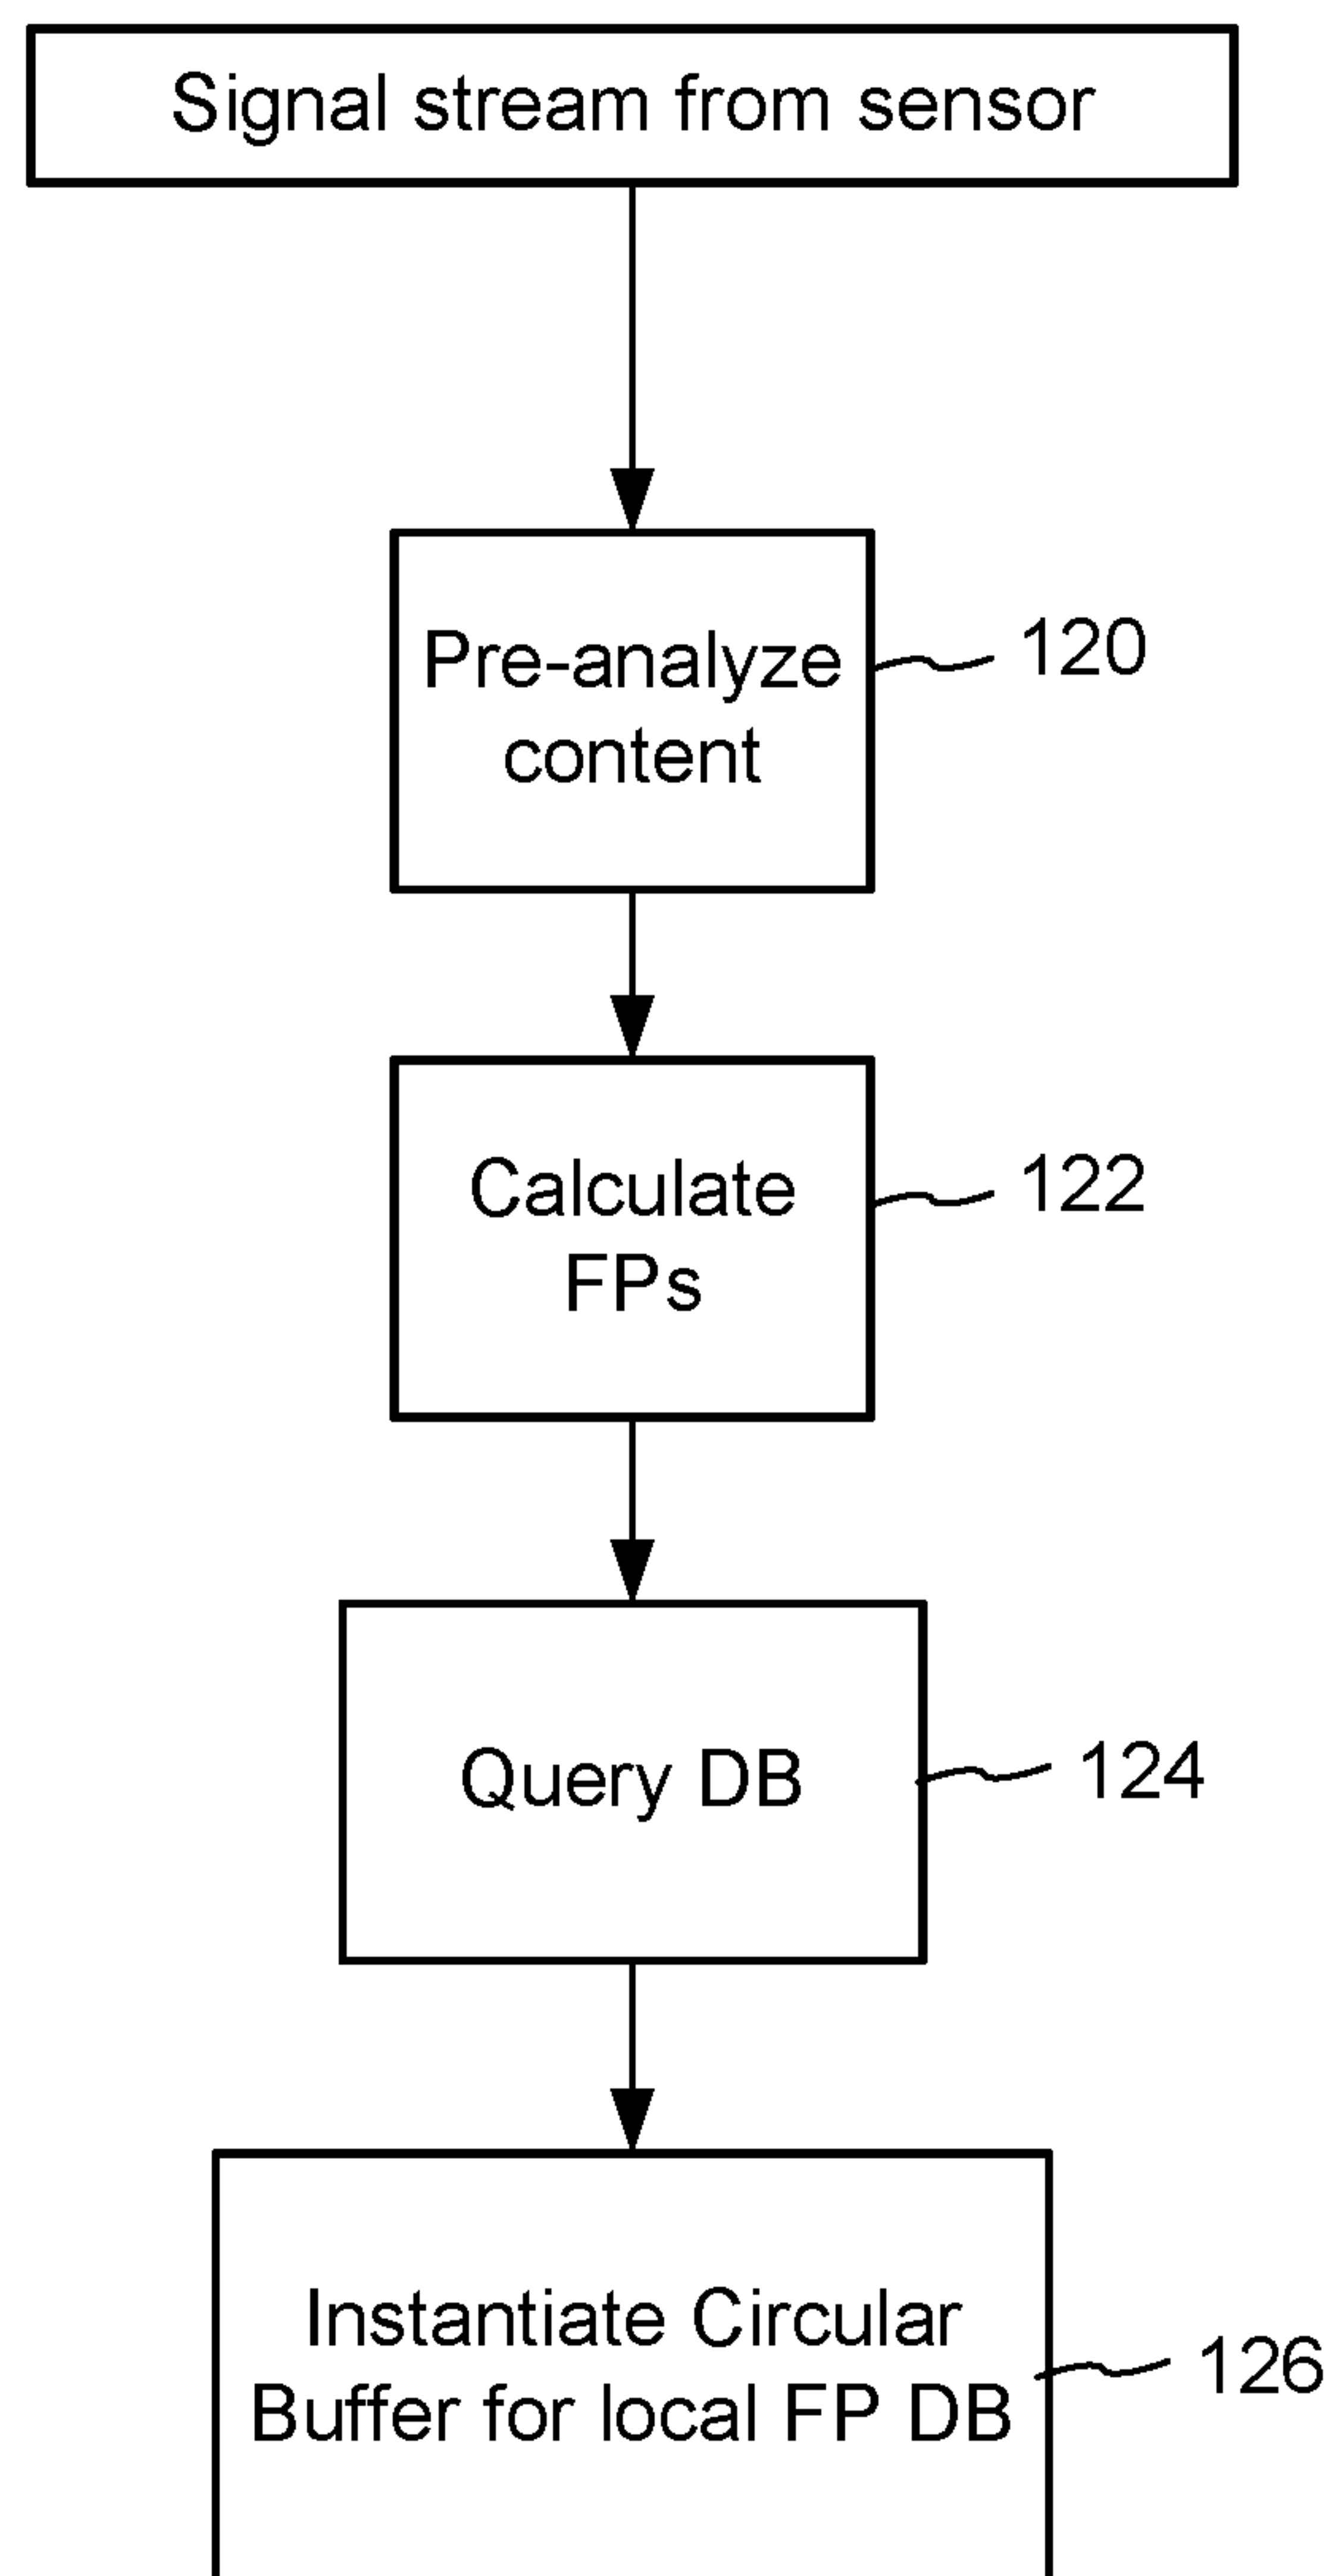 Signal stream from sensor
Pre-analyze
content
120
Calculate
FPs
122
Query DB
124
Instantiate Circular
Buffer for local FP DB
126